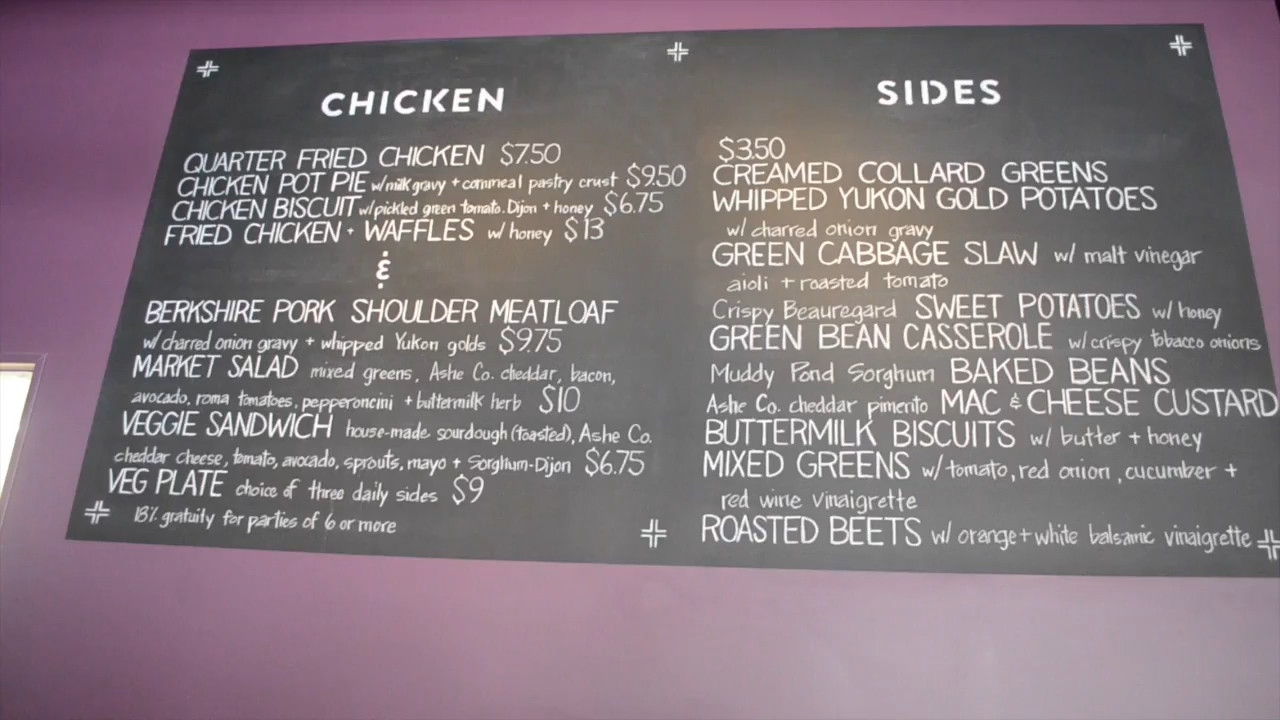 CHICKEN
QUARTER FRIED CHICKEN $7.50
CHICKEN POT PIE w/milk gravy + cornmeal pastry crust $9.50
CHICKEN BISCUIT w/pickled green tomato, Dijon + honey $6.75
FRIED CHICKEN + WAFFLES w/ honey $13
&
BERKSHIRE PORK SHOULDER MEATLOAF
w/ charred onion gravy + whipped Yukon golds $9.75
MARKET SALAD mixed greens, Ashe Co. cheddar, bacon,
avocado, roma tomatoes, pepperoncini + buttermilk herb $10
VEGGIE SANDWICH house-made sourdough (toasted), Ashe Co.
cheddar cheese, tomato, avocado, sprouts, mayo + Sorghum-Dijon $6.75
VEG PLATE choice of three daily sides $9
18% gratuity for parties of 6 or more
SIDES
$3.50
CREAMED COLLARD GREENS
WHIPPED YUKON GOLD POTATOES
w/ charred onion gravy
GREEN CABBAGE SLAW w/ malt vinegar
aioli + roasted tomato
Crispy Beauregard SWEET POTATOES w/ honey
GREEN BEAN CASSEROLE w/crispy tobacco onions
Muddy Pond Sorghum BAKED BEANS
Ashe Co. cheddar pimento MAC & CHEESE CUSTARD
BUTTERMILK BISCUITS w/ butter + honey
MIXED GREENS w/tomato, red onion, cucumber +
red wine vinaigrette
ROASTED BEETS w/ orange+white balsamic vinaigrette